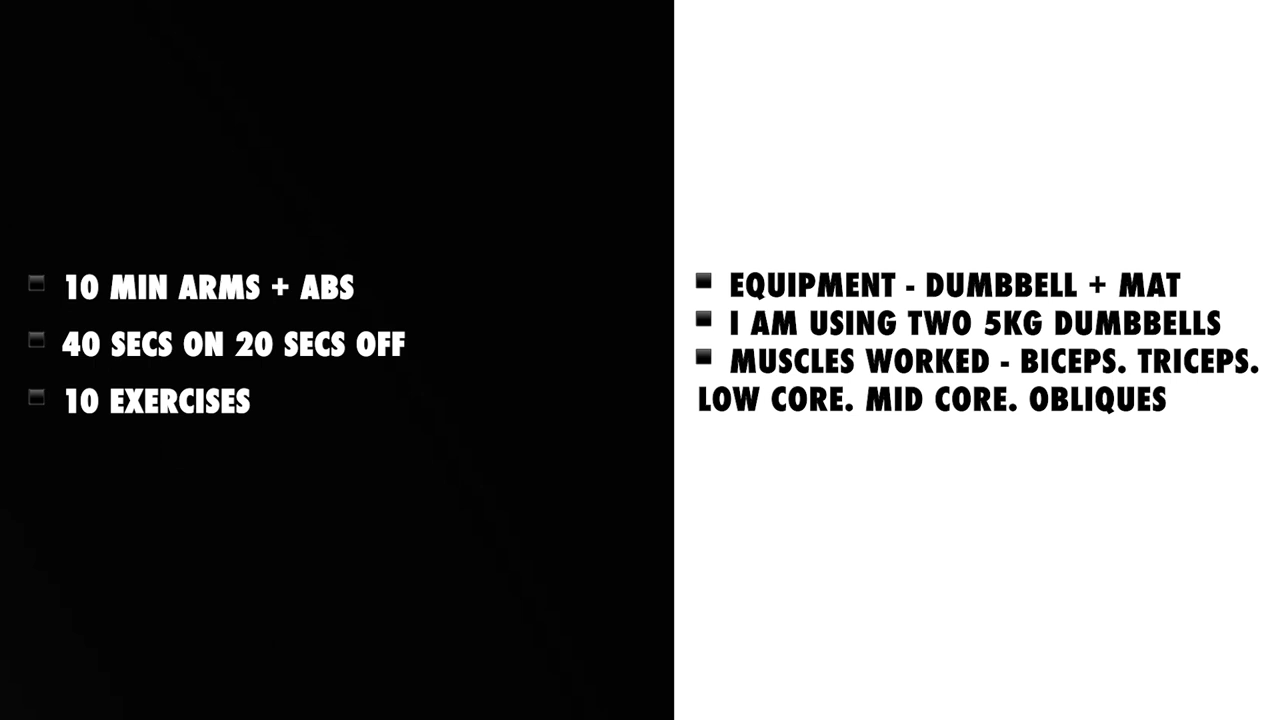 10 MIN ARMS + ABS
40 SECS ON 20 SECS OFF
10 EXERCISES
EQUIPMENT - DUMBBELL + MAT
I AM USING TWO 5KG DUMBBELLS
MUSCLES WORKED - BICEPS. TRICEPS.
LOW CORE. MID CORE. OBLIQUES